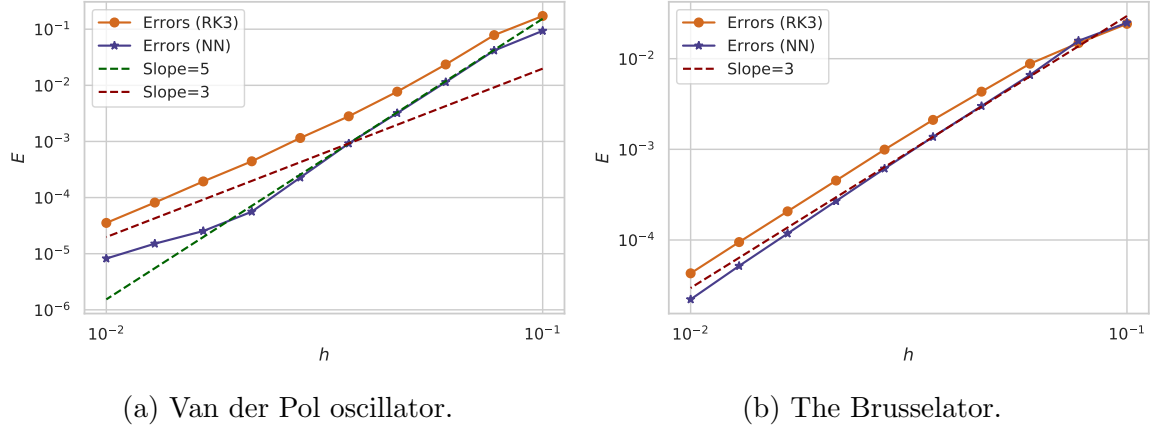 Errors (RK3)
Errors (NN)
Slope=5
Slope=3
10⁻¹
10⁻²
10⁻³
10⁻⁴
10⁻⁵
10⁻⁶
E
10⁻²
10⁻¹
h
(a) Van der Pol oscillator.
Errors (RK3)
Errors (NN)
Slope=3
10⁻²
10⁻³
10⁻⁴
E
10⁻²
10⁻¹
h
(b) The Brusselator.